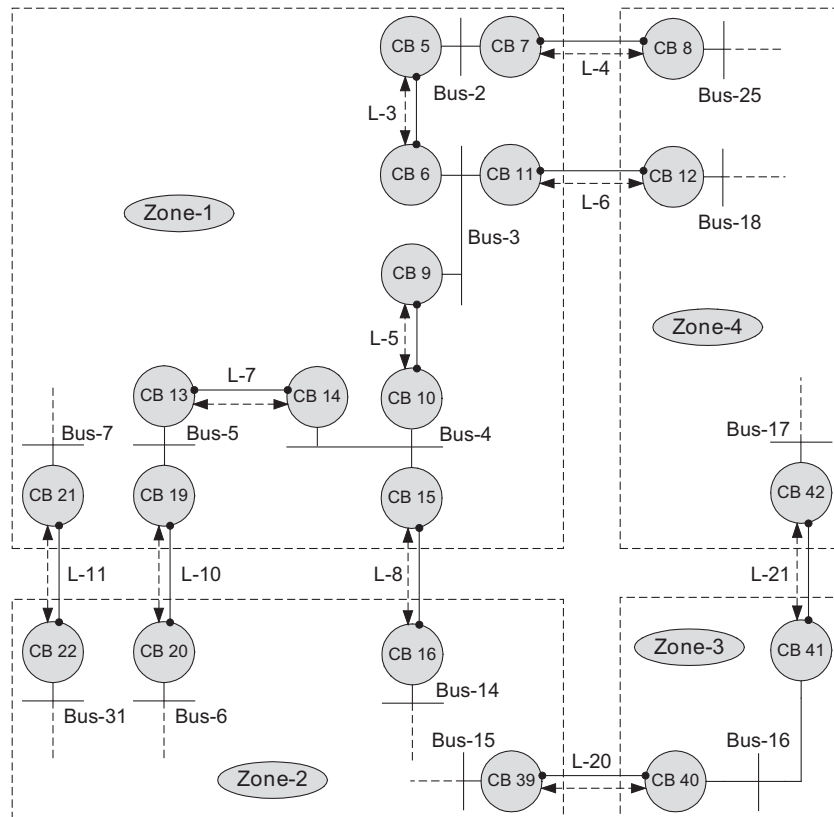 CB 5
CB 7
CB 8
L-4
Bus-2
Bus-25
L-3
CB 6
CB 11
CB 12
L-6
Zone-1
Bus-18
Bus-3
CB 9
Zone-4
L-5
L-7
CB 13
CB 14
CB 10
Bus-7
Bus-5
Bus-4
Bus-17
CB 21
CB 19
CB 15
CB 42
L-11
L-10
L-8
L-21
CB 22
CB 20
CB 16
Zone-3
CB 41
Bus-14
Bus-31
Bus-6
Bus-15
Bus-16
L-20
Zone-2
CB 39
CB 40